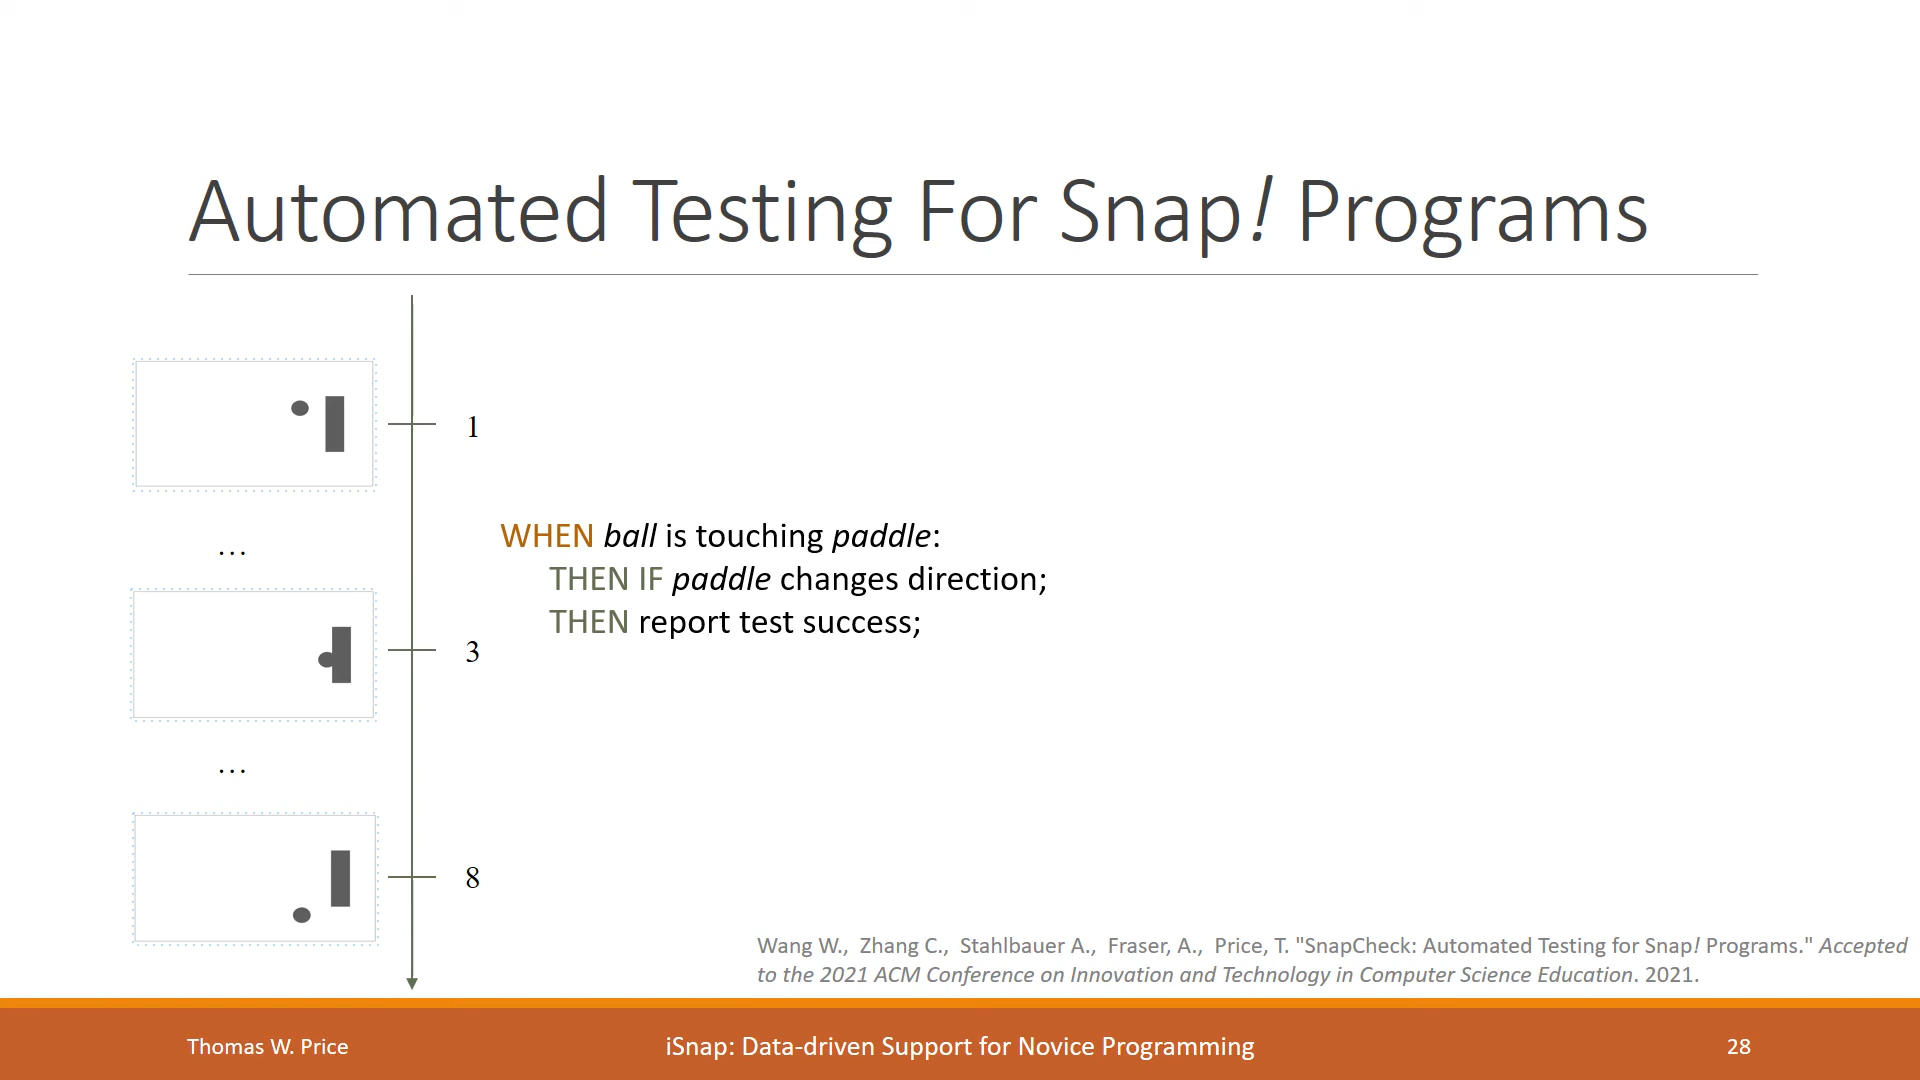 Automated Testing For Snap! Programs
1
…
WHEN ball is touching paddle:
THEN IF paddle changes direction;
THEN report test success;
3
…
8
Wang W., Zhang C., Stahlbauer A., Fraser, A., Price, T. "SnapCheck: Automated Testing for Snap! Programs." Accepted
to the 2021 ACM Conference on Innovation and Technology in Computer Science Education. 2021.
Thomas W. Price
iSnap: Data-driven Support for Novice Programming
28